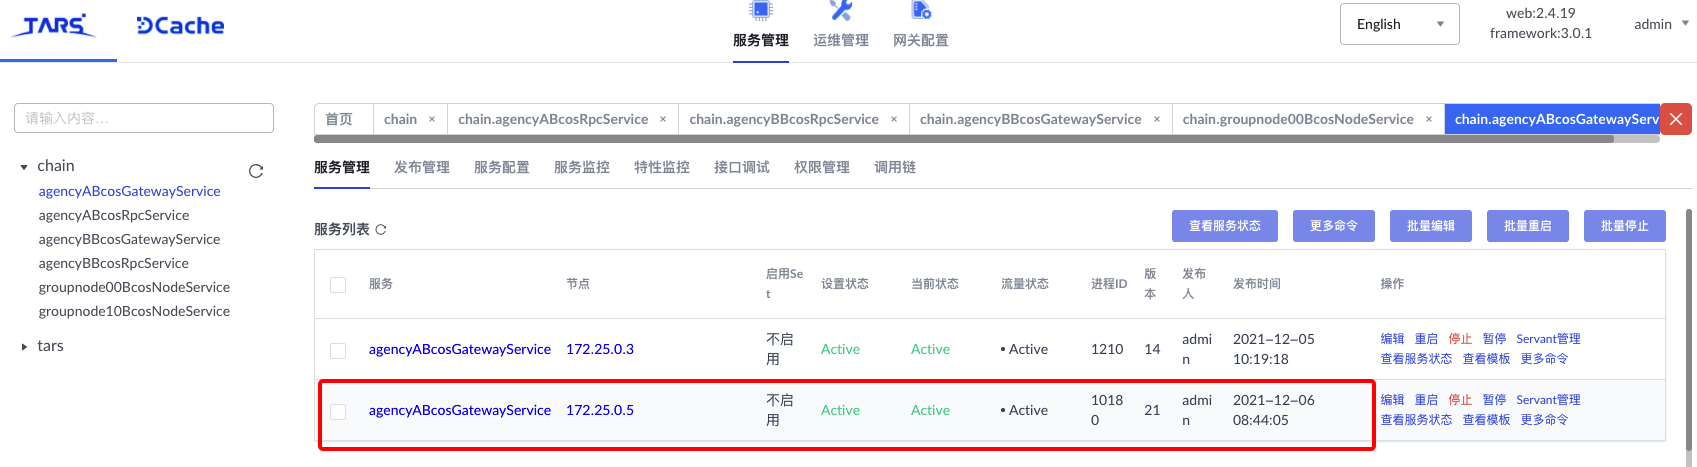 TARS
DCache
服务管理
运维管理
网关配置
English
web:2.4.19
framework:3.0.1
admin
请输入内容...
chain
agencyABcosGatewayService
agencyABcosRpcService
agencyBBcosGatewayService
agencyBBcosRpcService
groupnode00BcosNodeService
groupnode10BcosNodeService
tars
首页
chain ×
chain.agencyABcosRpcService ×
chain.agencyBBcosRpcService ×
chain.agencyBBcosGatewayService ×
chain.groupnode00BcosNodeService ×
chain.agencyABcosGatewayServ
服务管理
发布管理
服务配置
服务监控
特性监控
接口调试
权限管理
调用链
服务列表
查看服务状态
更多命令
批量编辑
批量重启
批量停止
服务
节点
启用Se
t
设置状态
当前状态
流量状态
进程ID
版
本
发布
人
发布时间
操作
agencyABcosGatewayService
172.25.0.3
不启
用
Active
Active
• Active
1210
14
admi
n
2021-12-05
10:19:18
编辑 重启 停止 暂停 Servant管理
查看服务状态 查看模板 更多命令
agencyABcosGatewayService
172.25.0.5
不启
用
Active
Active
• Active
1018
0
21
admi
n
2021-12-06
08:44:05
编辑 重启 停止 暂停 Servant管理
查看服务状态 查看模板 更多命令